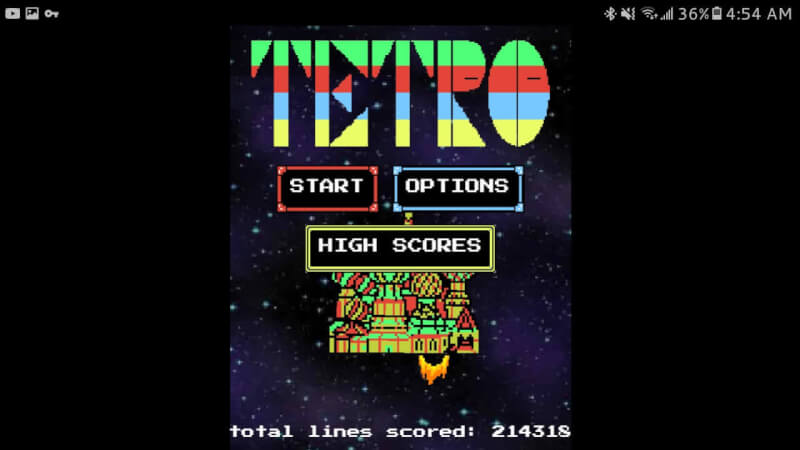 36% 4:54 AM
TETRO
START OPTIONS
HIGH SCORES
total lines scored: 214318